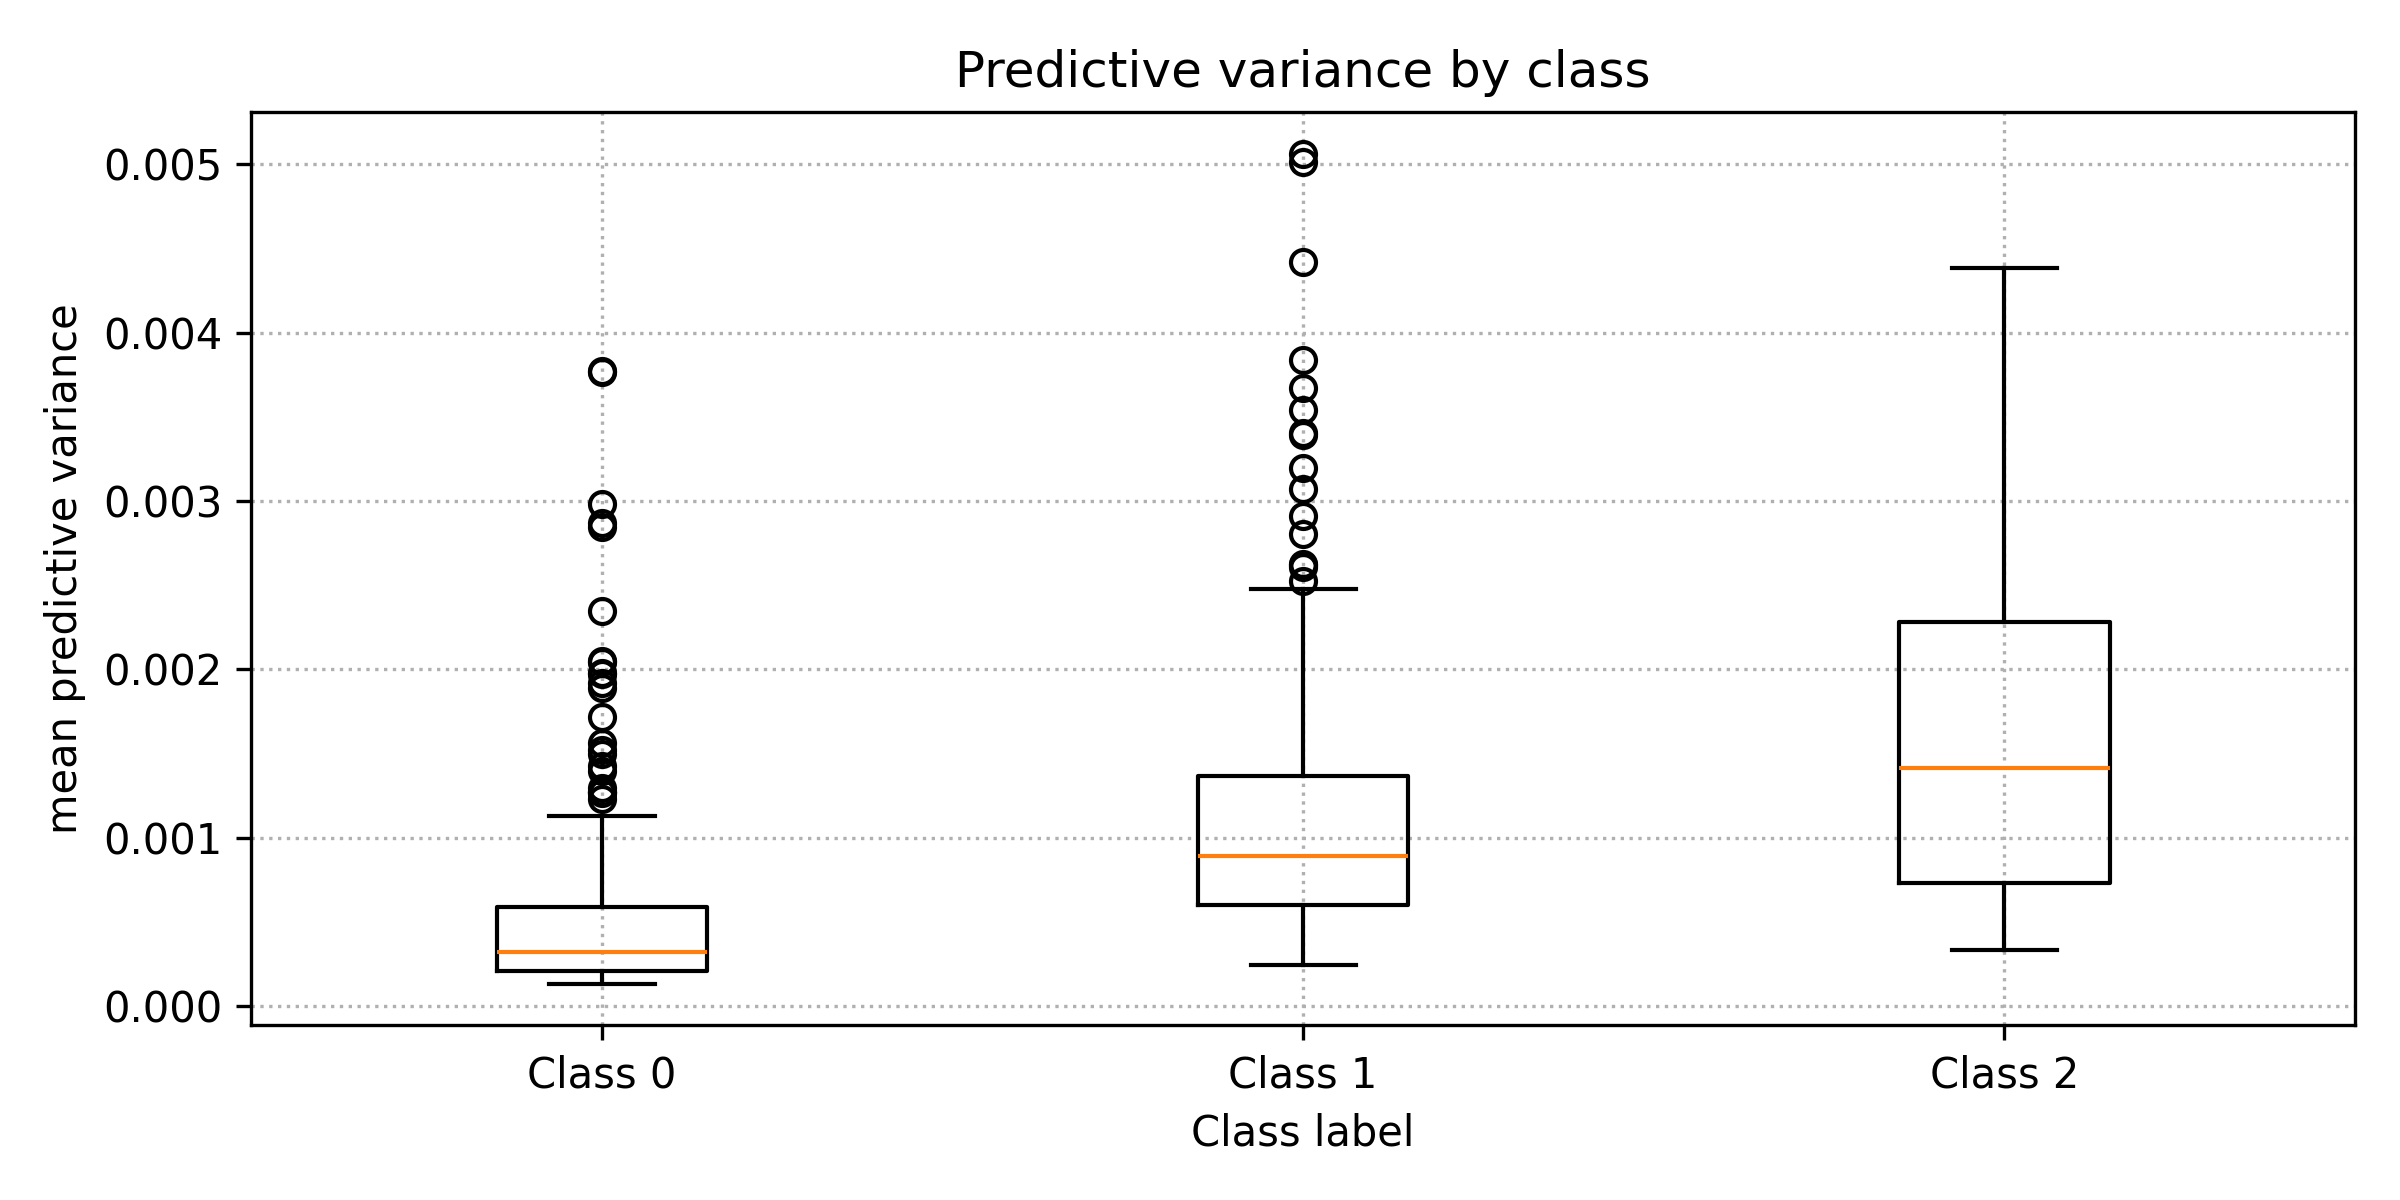 Predictive variance by class
mean predictive variance
0.005
0.004
0.003
0.002
0.001
0.000
Class 0
Class 1
Class 2
Class label